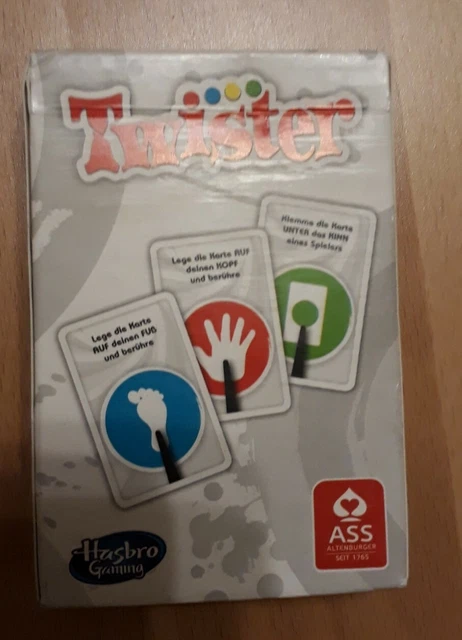 Twister
Klemme die Karte
UNTER das KINN
eines Spielers
Lege die Karte AUF
deinen KOPF
und berühre
Lege die Karte
AUF deinen FUß
und berühre
Hasbro
Gaming
ASS
ALTENBURGER
SEIT 1765